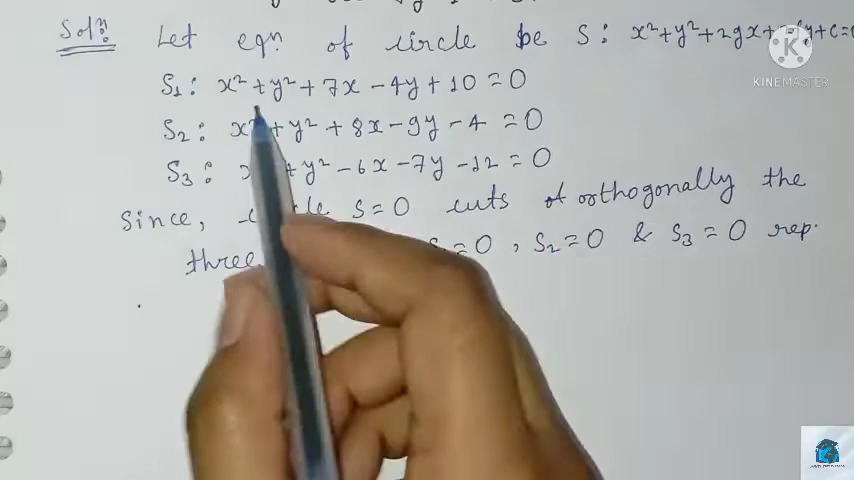 Solⁿ: Let eqⁿ of circle be S: x² + y² + 2gx + y + c =
S₁: x² + y² + 7x - 4y + 10 = 0
S₂: + y² + 8x - 9y - 4 = 0
S₃: + y² - 6x - 7y - 12 = 0
Since, S=0 cuts orthogonally the
three S₂ = 0 & S₃ = 0 rep.
KINEMASTER